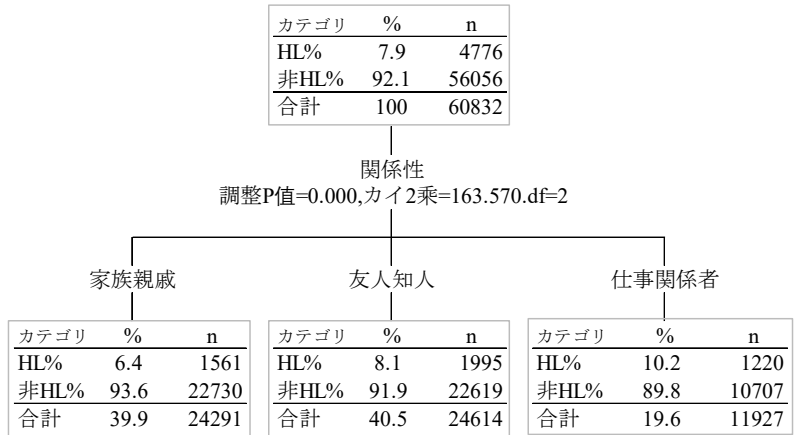 カテゴリ % n
HL% 7.9 4776
非HL% 92.1 56056
合計 100 60832
関係性
調整P値=0.000,カイ2乗=163.570.df=2
家族親戚 友人知人 仕事関係者
カテゴリ % n カテゴリ % n カテゴリ % n
HL% 6.4 1561 HL% 8.1 1995 HL% 10.2 1220
非HL% 93.6 22730 非HL% 91.9 22619 非HL% 89.8 10707
合計 39.9 24291 合計 40.5 24614 合計 19.6 11927